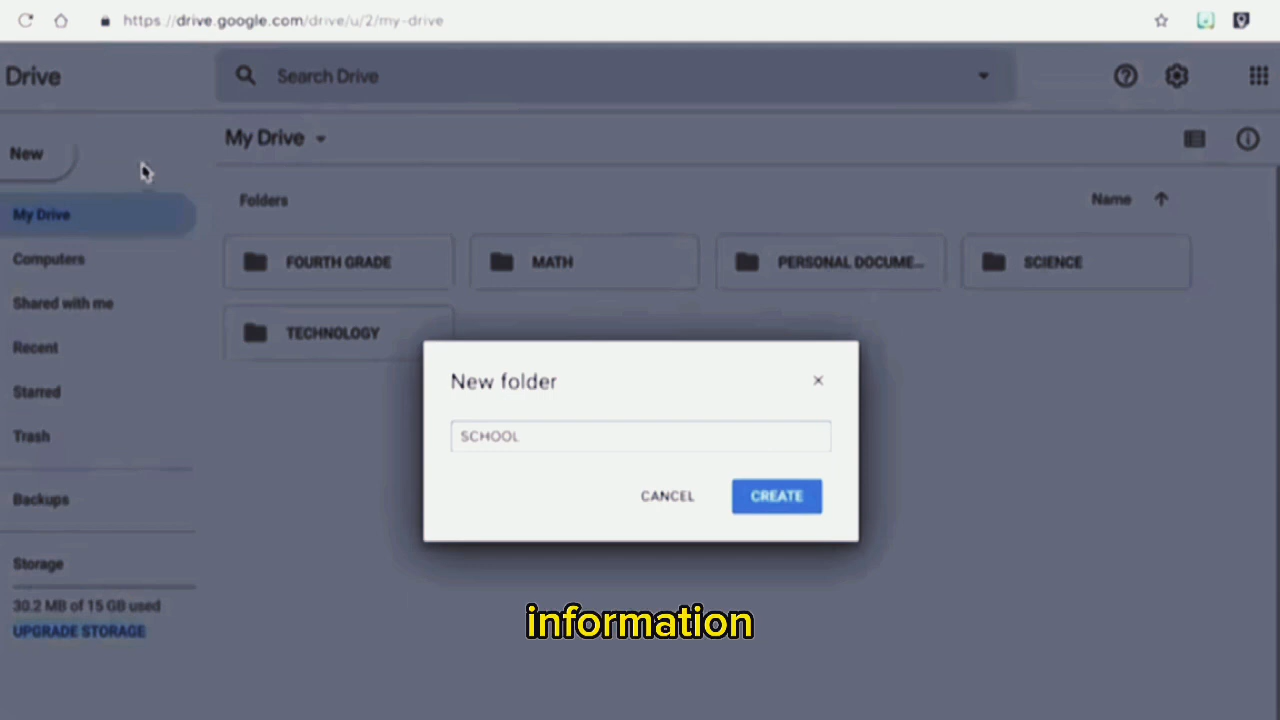 https://drive.google.com/drive/u/2/my-drive
Drive
Search Drive
New
My Drive
My Drive
Computers
Shared with me
Recent
Starred
Trash
Backups
Storage
30.2 MB of 15 GB used
UPGRADE STORAGE
Folders
Name
FOURTH GRADE
MATH
PERSONAL DOCUME...
SCIENCE
TECHNOLOGY
New folder
SCHOOL
CANCEL
CREATE
information